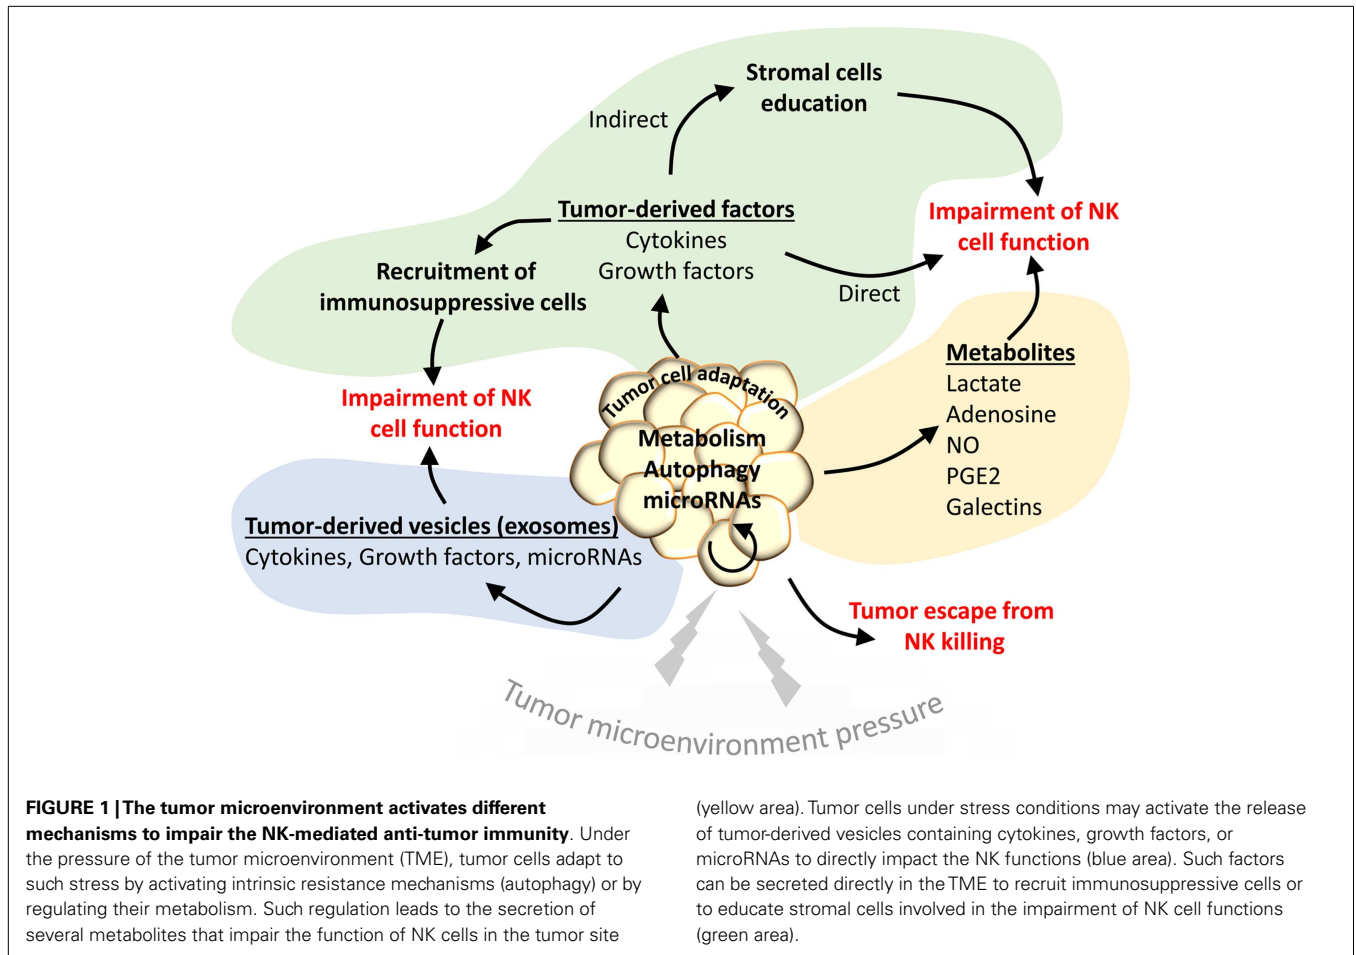 Stromal cells
education
Indirect
Tumor-derived factors
Cytokines
Growth factors
Impairment of NK
cell function
Direct
Recruitment of
immunosuppressive cells
Impairment of NK
cell function
Metabolites
Lactate
Adenosine
NO
PGE2
Galectins
Tumor cell adaptation
Metabolism
Autophagy
microRNAs
Tumor-derived vesicles (exosomes)
Cytokines, Growth factors, microRNAs
Tumor escape from
NK killing
Tumor microenvironment pressure
FIGURE 1 | The tumor microenvironment activates different
mechanisms to impair the NK-mediated anti-tumor immunity. Under
the pressure of the tumor microenvironment (TME), tumor cells adapt to
such stress by activating intrinsic resistance mechanisms (autophagy) or by
regulating their metabolism. Such regulation leads to the secretion of
several metabolites that impair the function of NK cells in the tumor site
(yellow area). Tumor cells under stress conditions may activate the release
of tumor-derived vesicles containing cytokines, growth factors, or
microRNAs to directly impact the NK functions (blue area). Such factors
can be secreted directly in the TME to recruit immunosuppressive cells or
to educate stromal cells involved in the impairment of NK cell functions
(green area).